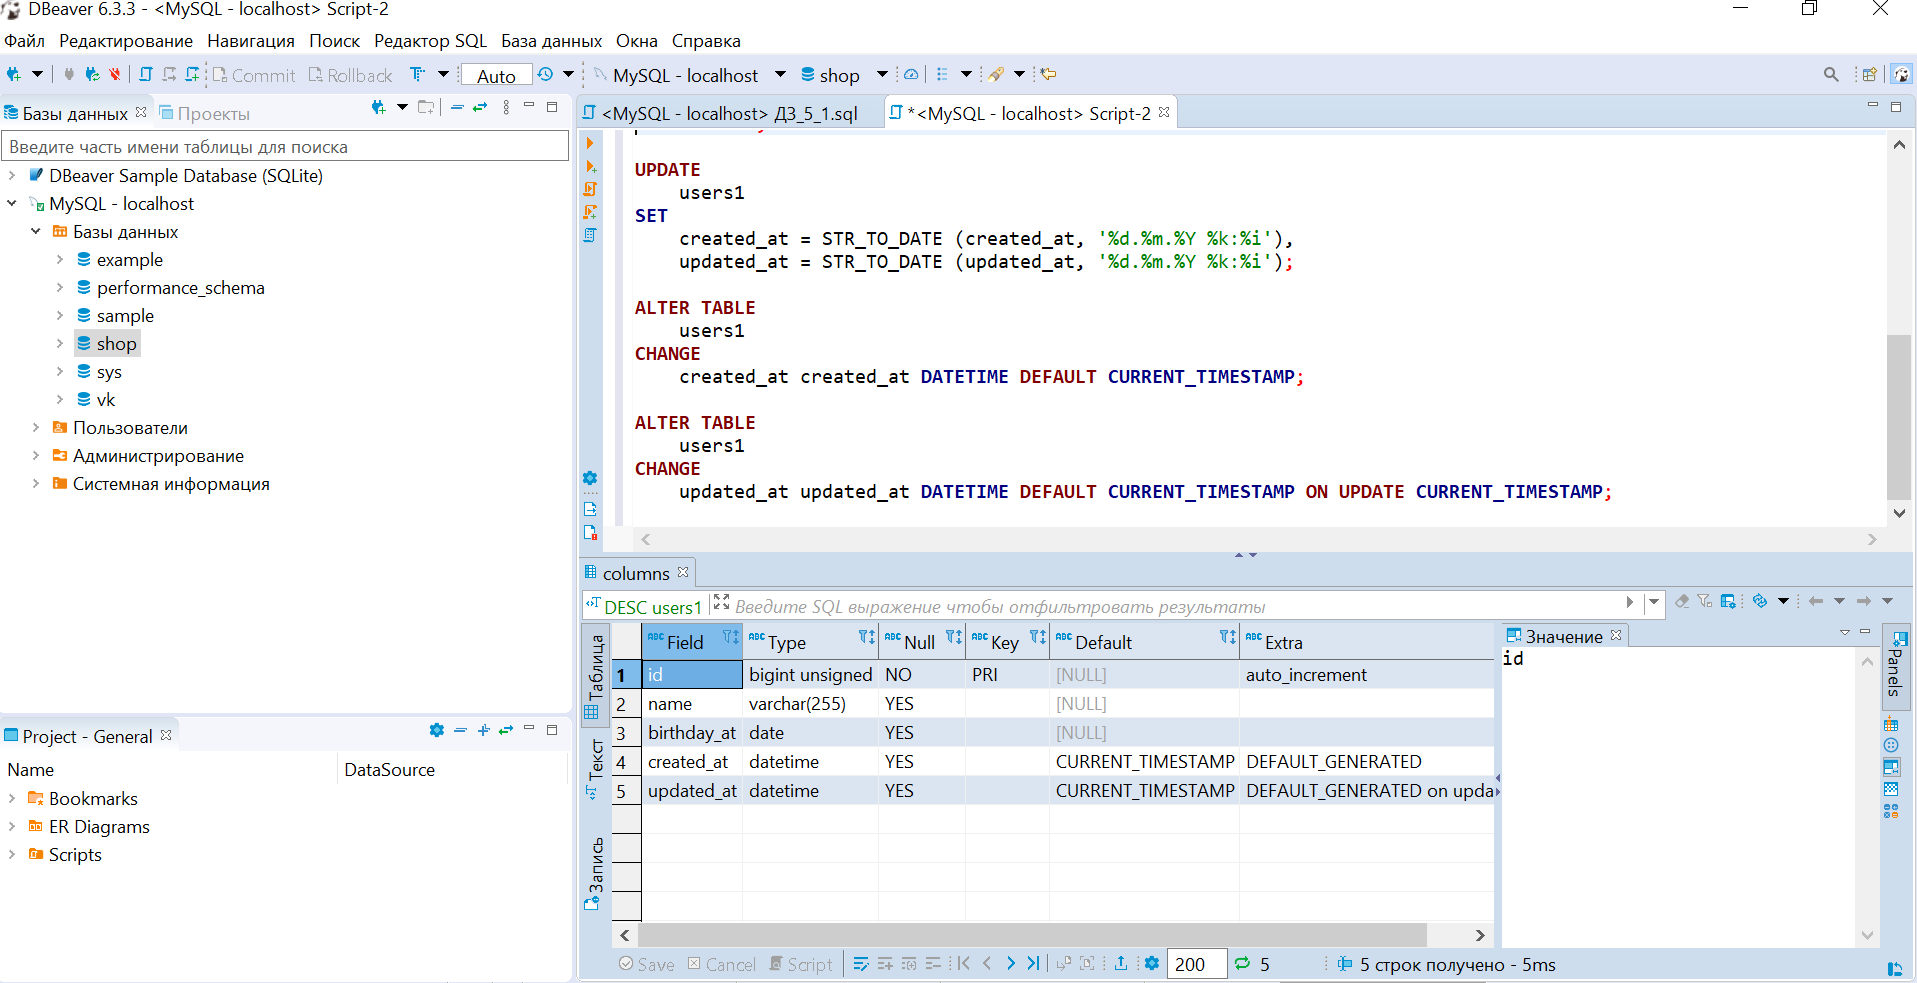 DBeaver 6.3.3 - <MySQL - localhost> Script-2
Файл Редактирование Навигация Поиск Редактор SQL База данных Окна Справка
Commit Rollback Auto MySQL - localhost shop
Базы данных Проекты
Введите часть имени таблицы для поиска
DBeaver Sample Database (SQLite)
MySQL - localhost
Базы данных
example
performance_schema
sample
shop
sys
vk
Пользователи
Администрирование
Системная информация
Project - General
Name DataSource
Bookmarks
ER Diagrams
Scripts
<MySQL - localhost> ДЗ_5_1.sql *<MySQL - localhost> Script-2
UPDATE
users1
SET
created_at = STR_TO_DATE (created_at, '%d.%m.%Y %k:%i'),
updated_at = STR_TO_DATE (updated_at, '%d.%m.%Y %k:%i');
ALTER TABLE
users1
CHANGE
created_at created_at DATETIME DEFAULT CURRENT_TIMESTAMP;
ALTER TABLE
users1
CHANGE
updated_at updated_at DATETIME DEFAULT CURRENT_TIMESTAMP ON UPDATE CURRENT_TIMESTAMP;
columns
DESC users1 Введите SQL выражение чтобы отфильтровать результаты
Таблица
Текст
Запись
ABC Field ABC Type ABC Null ABC Key ABC Default ABC Extra
1 id bigint unsigned NO PRI [NULL] auto_increment
2 name varchar(255) YES [NULL]
3 birthday_at date YES [NULL]
4 created_at datetime YES CURRENT_TIMESTAMP DEFAULT_GENERATED
5 updated_at datetime YES CURRENT_TIMESTAMP DEFAULT_GENERATED on upda
Значение
id
Panels
Save Cancel Script 200 5 5 строк получено - 5ms